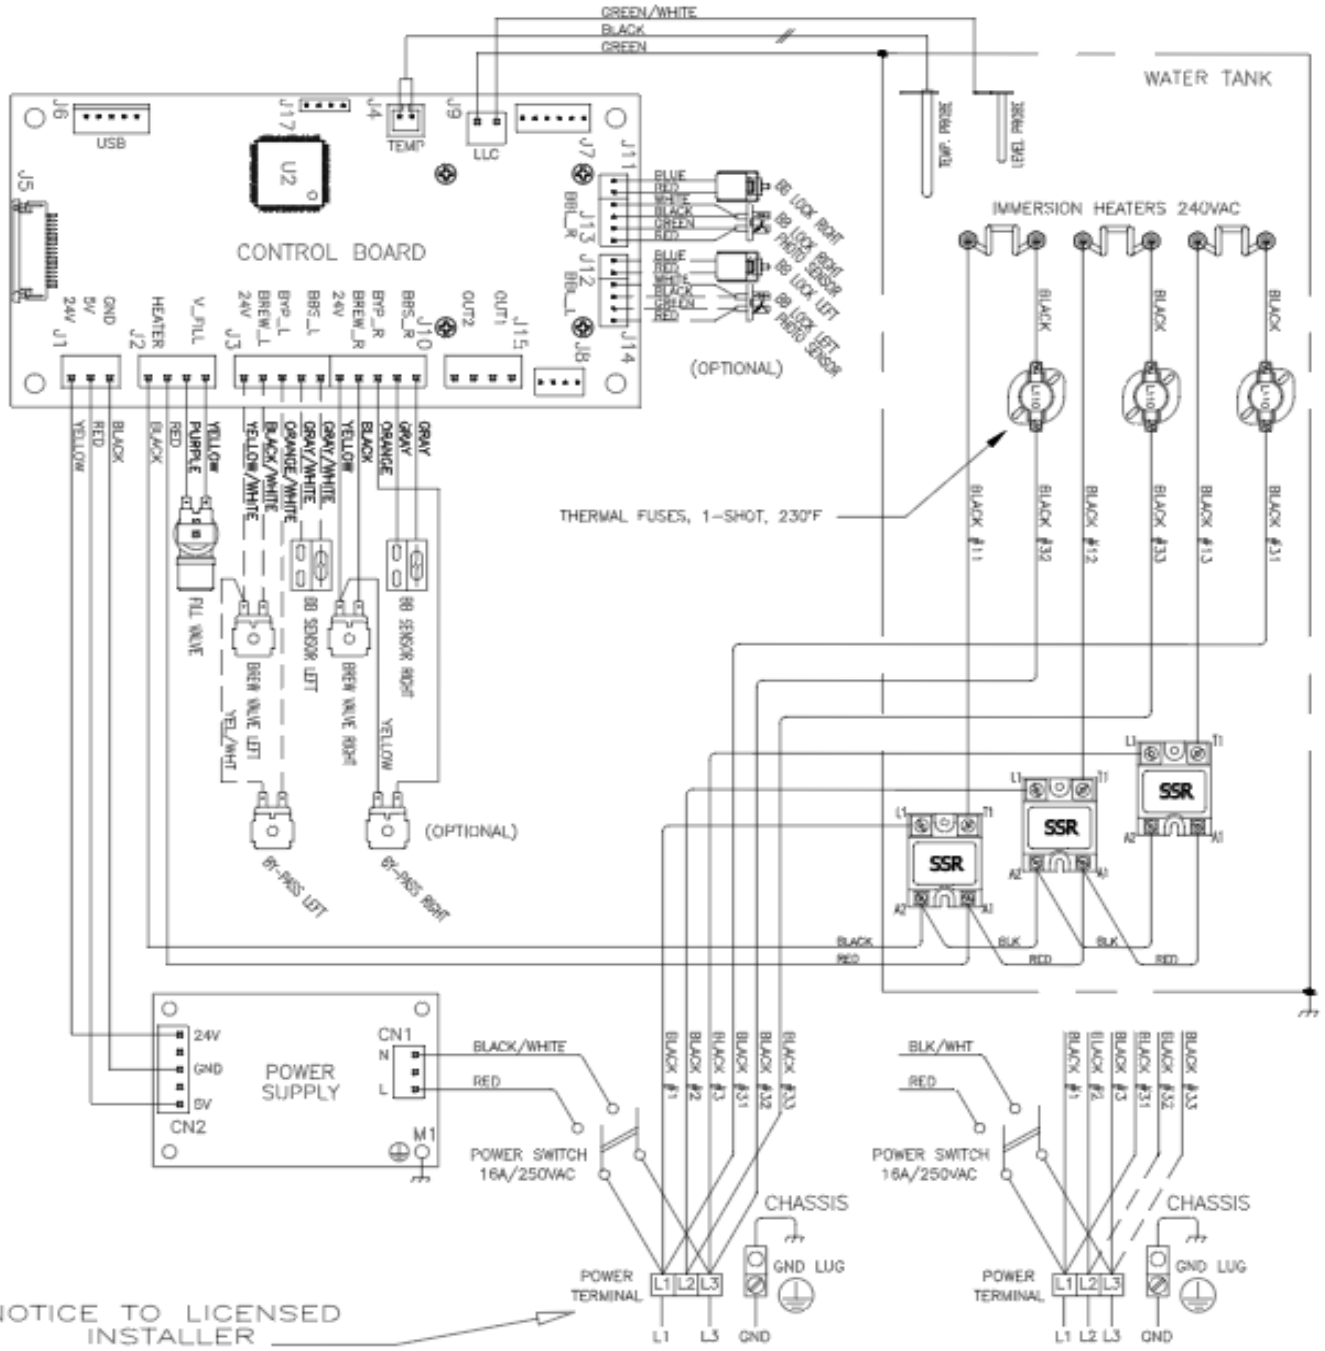 GREEN/WHITE
BLACK
GREEN
WATER TANK
TEMP. PROBE
LEVEL PROBE
J6
USB
J17
J4
TEMP
J9
LLC
J7
J11
U2
J5
CONTROL BOARD
BBL_R
J13
J12
BBL_L
J14
BLUE
RED
WHITE
BLACK
GREEN
RED
BLUE
RED
WHITE
BLACK
GREEN
RED
BB LOCK RIGHT
BB LOCK RIGHT
PHOTO SENSOR
BB LOCK LEFT
BB LOCK LEFT
PHOTO SENSOR
(OPTIONAL)
IMMERSION HEATERS 240VAC
BLACK
BLACK
BLACK
L110
L110
L110
J1
24V
5V
GND
J2
HEATER
V_FILL
J3
24V
BREW_L
BYP_L
BBS_L
24V
BREW_R
BYP_R
BBS_R
J10
OUT2
OUT1
J15
J8
YELLOW
RED
BLACK
BLACK
RED
PURPLE
YELLOW
YELLOW/WHITE
BLACK/WHITE
ORANGE/WHITE
GRAY/WHITE
GRAY/WHITE
YELLOW
BLACK
ORANGE
GRAY
GRAY
THERMAL FUSES, 1-SHOT, 230°F
BLACK #11
BLACK #32
BLACK #12
BLACK #33
BLACK #13
BLACK #31
FILL VALVE
BREW VALVE LEFT
BB SENSOR LEFT
BREW VALVE RIGHT
BB SENSOR RIGHT
YEL/WHT
YELLOW
BY-PASS LEFT
BY-PASS RIGHT
(OPTIONAL)
L1
T1
SSR
A2
A1
L1
T1
SSR
A2
A1
L1
T1
SSR
A2
A1
BLACK
RED
BLK
RED
BLK
RED
24V
GND
5V
CN2
POWER
SUPPLY
CN1
N
L
M1
BLACK/WHITE
RED
POWER SWITCH
16A/250VAC
BLACK #1
BLACK #2
BLACK #3
BLACK #31
BLACK #32
BLACK #33
CHASSIS
GND LUG
POWER
TERMINAL
L1 L2 L3
L1 L3 GND
BLK/WHT
RED
POWER SWITCH
16A/250VAC
BLACK #1
BLACK #2
BLACK #3
BLACK #31
BLACK #32
BLACK #33
CHASSIS
GND LUG
POWER
TERMINAL
L1 L2 L3
L1 L2 L3 GND
NOTICE TO LICENSED
INSTALLER